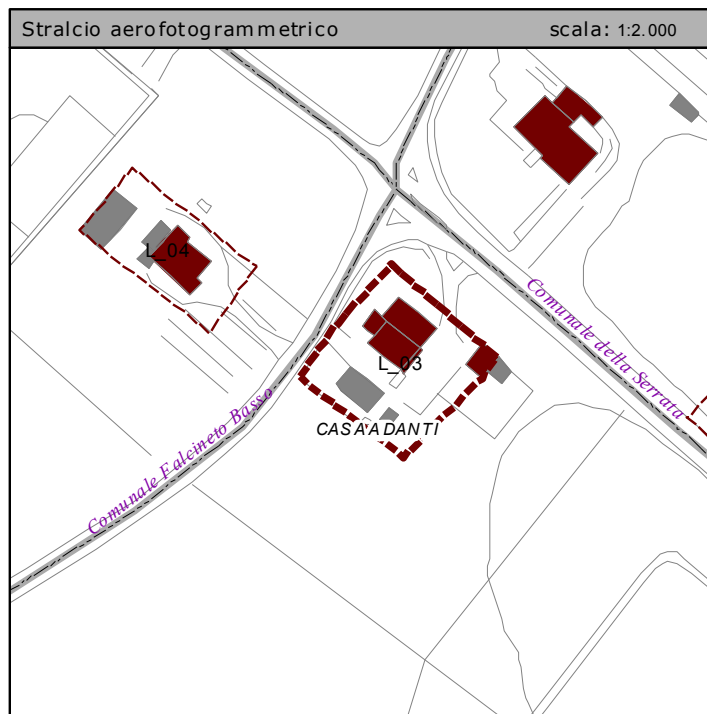 Stralcio aerofotogrammetrico scala: 1:2.000
L_04
Comunale della Serrata
L_03
CASA ADANTI
Comunale Falcineto Basso